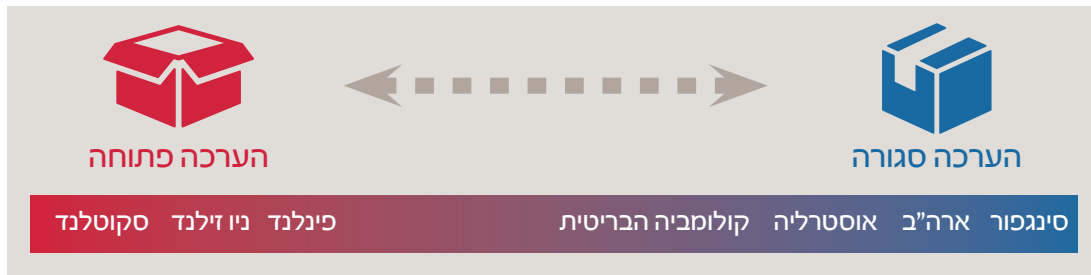 הערכה סגורה
הערכה פתוחה
סינגפור ארה"ב אוסטרליה קולומביה הבריטית פינלנד ניו זילנד סקוטלנד